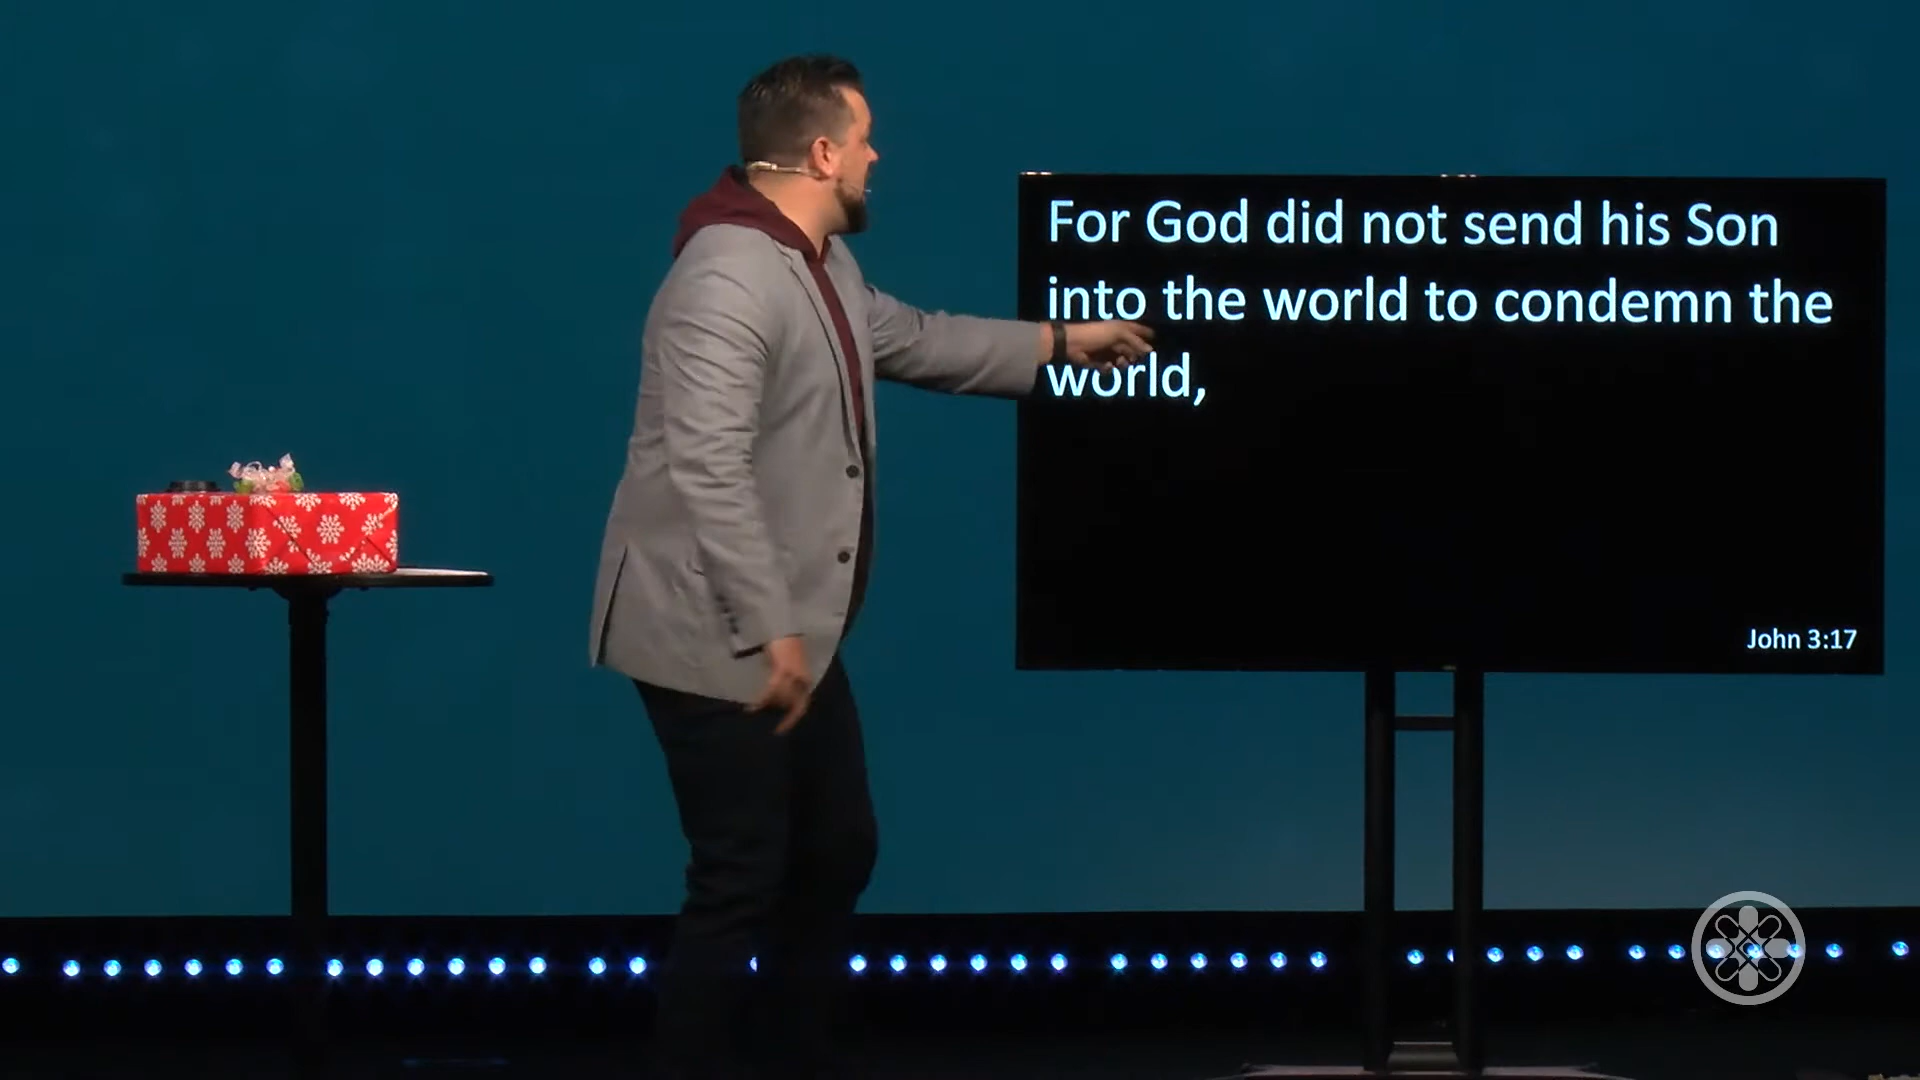 For God did not send his Son
into the world to condemn the
world,
John 3:17